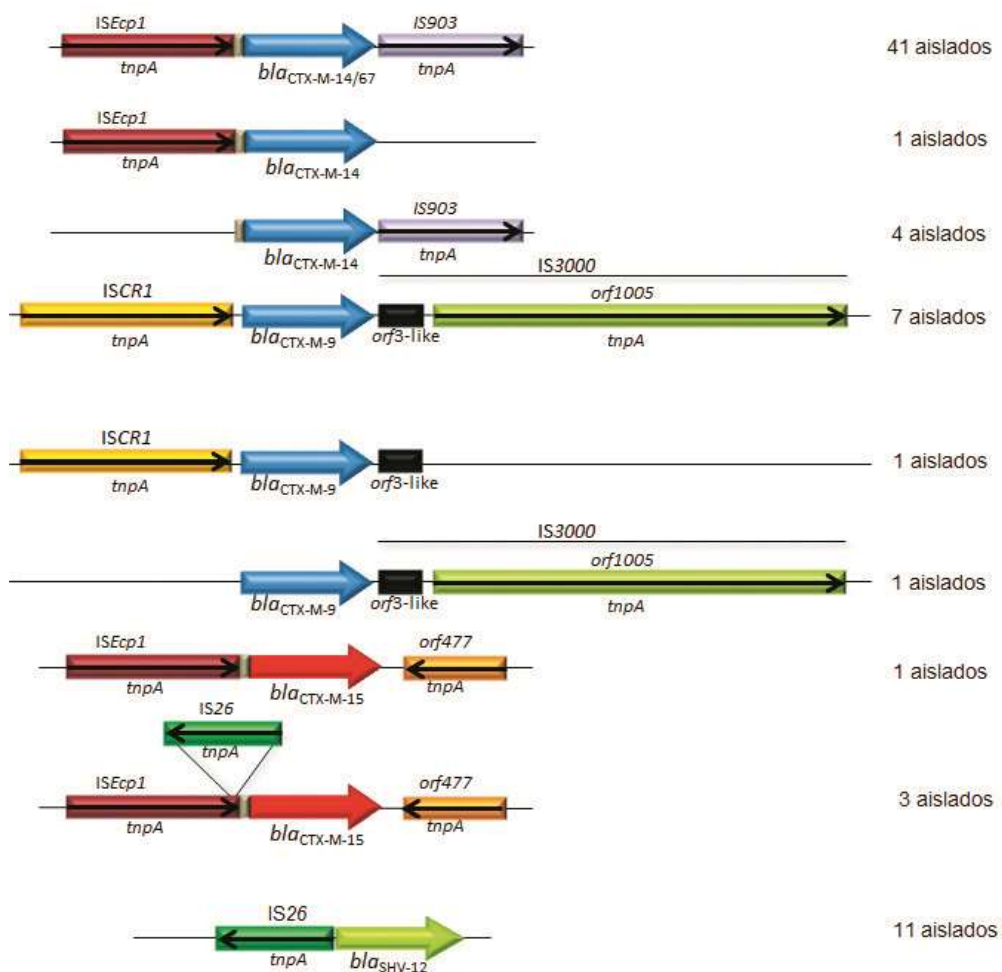 ISEcp1 IS903
41 aislados
tnpA blaCTX-M-14/67 tnpA
ISEcp1
1 aislados
tnpA blaCTX-M-14
IS903
4 aislados
blaCTX-M-14 tnpA
IS3000
ISCR1 orf1005
7 aislados
tnpA blaCTX-M-9 orf3-like tnpA
ISCR1
1 aislados
tnpA blaCTX-M-9 orf3-like
IS3000
orf1005
1 aislados
blaCTX-M-9 orf3-like tnpA
ISEcp1 orf477
1 aislados
tnpA blaCTX-M-15 tnpA
IS26
tnpA
ISEcp1 orf477
3 aislados
tnpA blaCTX-M-15 tnpA
IS26
11 aislados
tnpA blaSHV-12